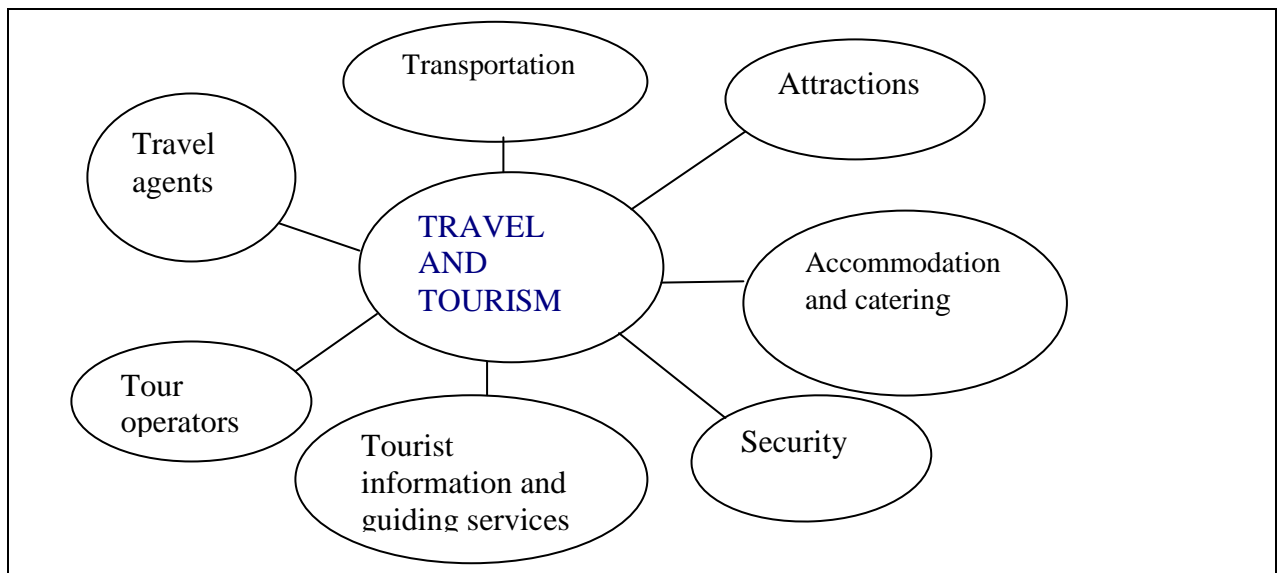 Transportation
Attractions
Travel
agents
TRAVEL
AND
TOURISM
Accommodation
and catering
Tour
operators
Tourist
information and
guiding services
Security